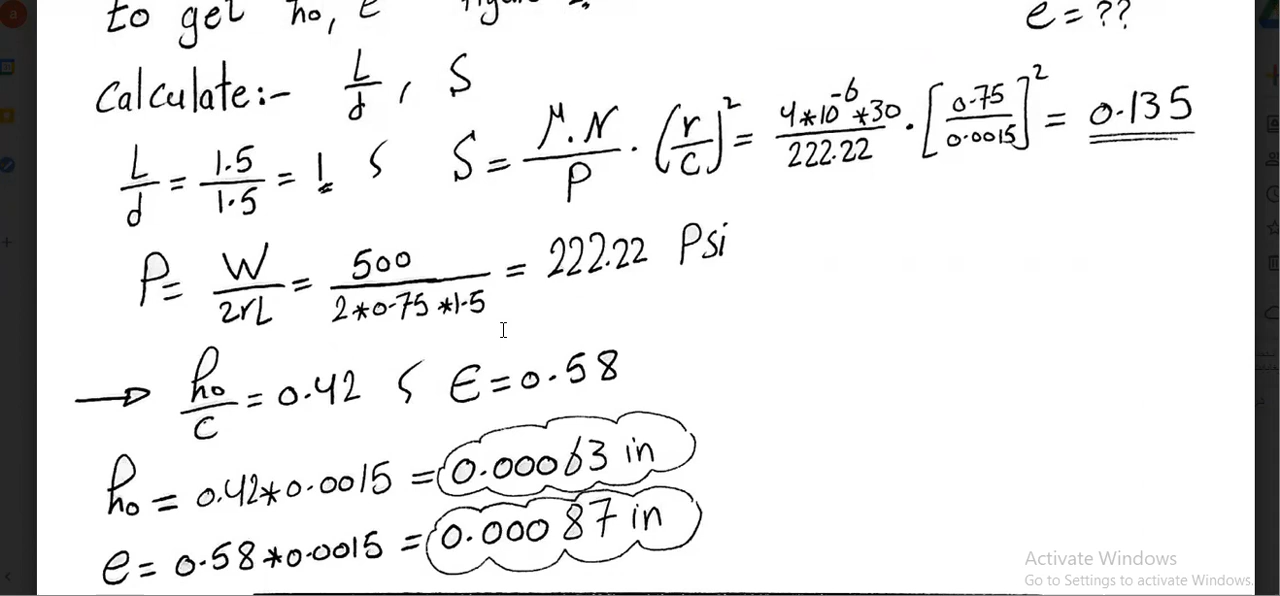 to get ho, e figure
e = ??
Calculate:- L/d , S
L/d = 1.5/1.5 = 1 , S = μ.N/P . (r/c)² = 4*10⁻⁶*30/222.22 . [0.75/0.0015]² = 0.135
P = W/2rL = 500/2*0.75*1.5 = 222.22 Psi
→ ho/c = 0.42 , ϵ = 0.58
ho = 0.42*0.0015 = 0.00063 in
e = 0.58*0.0015 = 0.00087 in
Activate Windows
Go to Settings to activate Windows.